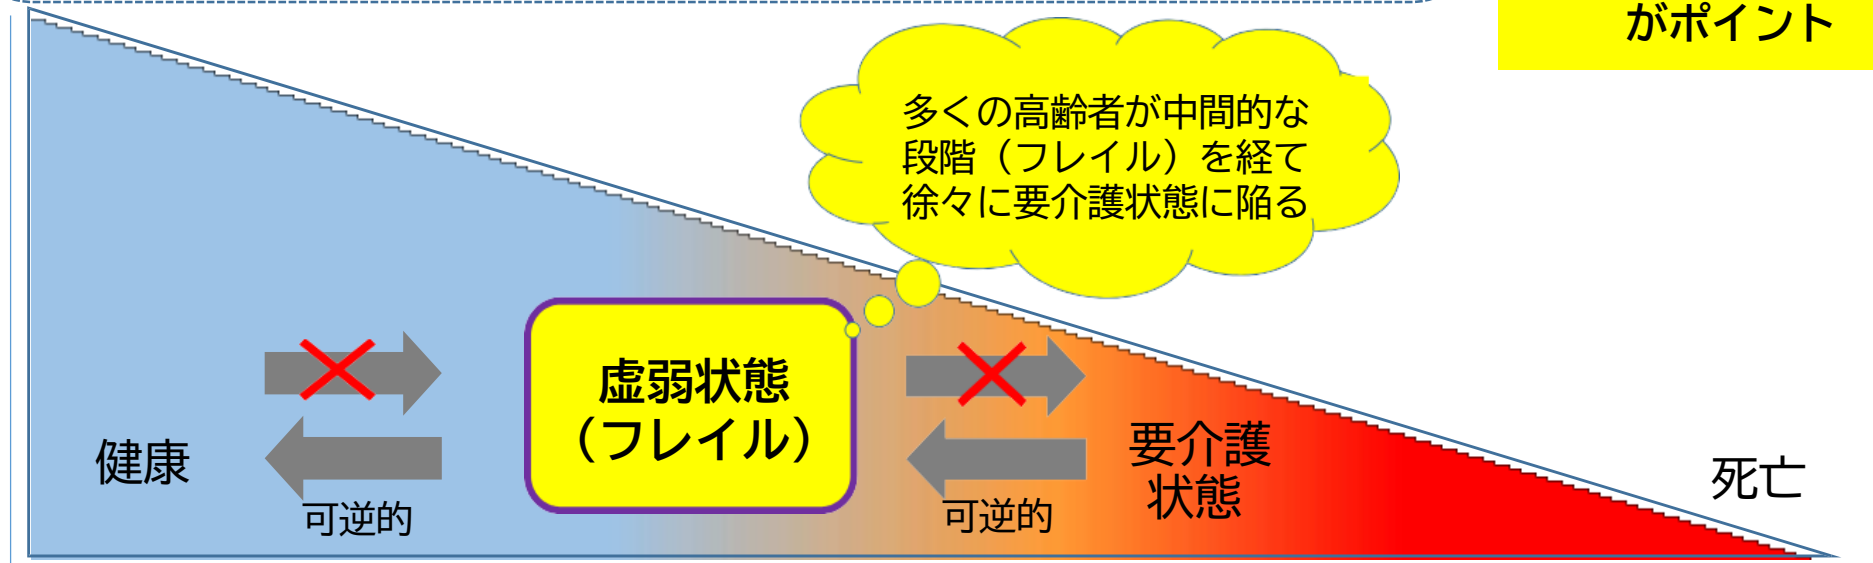 がポイント
多くの高齢者が中間的な
段階（フレイル）を経て
徐々に要介護状態に陥る
虚弱状態
（フレイル）
健康
可逆的
可逆的
要介護
状態
死亡